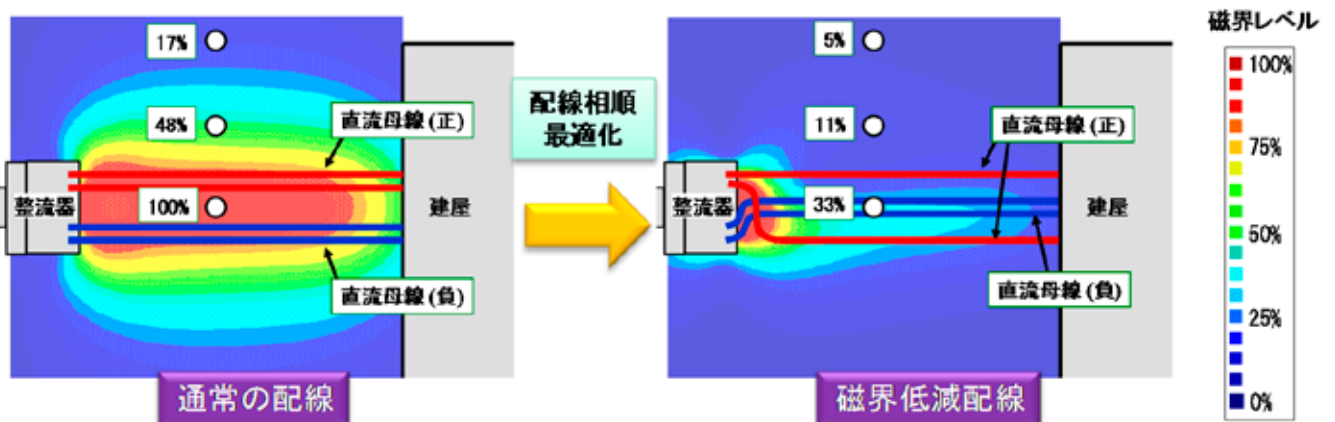 17%
48%
直流母線(正)
整流器
100%
建屋
直流母線(負)
通常の配線
配線相順
最適化
5%
11%
直流母線(正)
整流器
33%
建屋
直流母線(負)
磁界低減配線
磁界レベル
100%
75%
50%
25%
0%